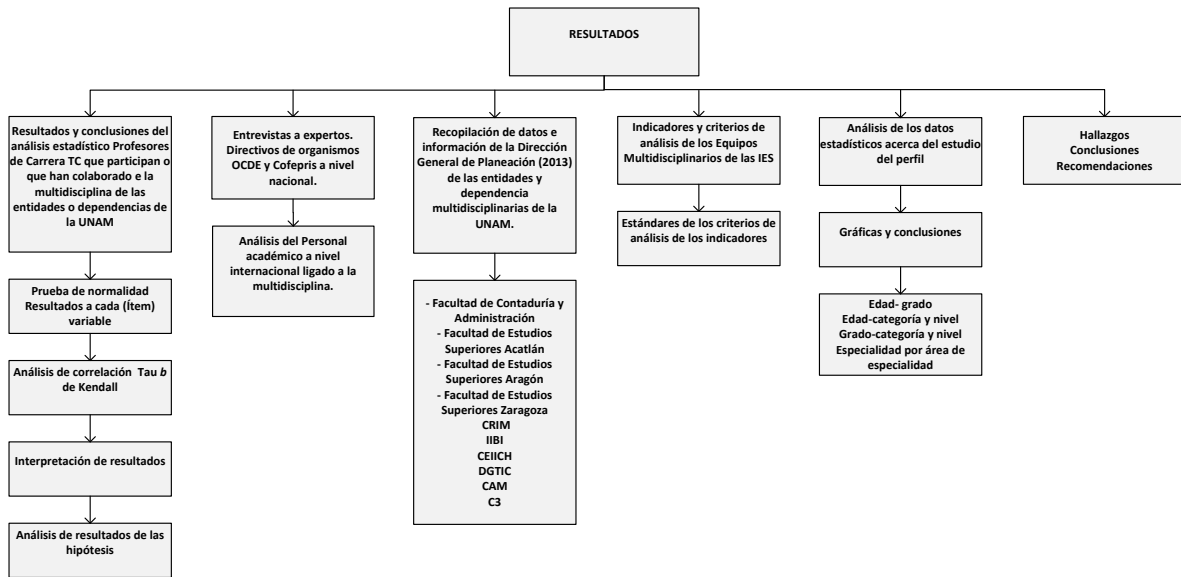 RESULTADOS
Resultados y conclusiones del
análisis estadístico Profesores
de Carrera TC que participan o
que han colaborado e la
multidisciplina de las
entidades o dependencias de
la UNAM
Prueba de normalidad
Resultados a cada (Ítem)
variable
Análisis de correlación Tau b
de Kendall
Interpretación de resultados
Análisis de resultados de las
hipótesis
Entrevistas a expertos.
Directivos de organismos
OCDE y Cofepris a nivel
nacional.
Análisis del Personal
académico a nivel
internacional ligado a la
multidisciplina.
Recopilación de datos e
información de la Dirección
General de Planeación (2013)
de las entidades y
dependencia
multidisciplinarias de la
UNAM.
- Facultad de Contaduría y
Administración
- Facultad de Estudios
Superiores Acatlán
- Facultad de Estudios
Superiores Aragón
- Facultad de Estudios
Superiores Zaragoza
CRIM
IIBI
CEIICH
DGTIC
CAM
C3
Indicadores y criterios de
análisis de los Equipos
Multidisciplinarios de las IES
Estándares de los criterios de
análisis de los indicadores
Análisis de los datos
estadísticos acerca del estudio
del perfil
Gráficas y conclusiones
Edad- grado
Edad-categoría y nivel
Grado-categoría y nivel
Especialidad por área de
especialidad
Hallazgos
Conclusiones
Recomendaciones